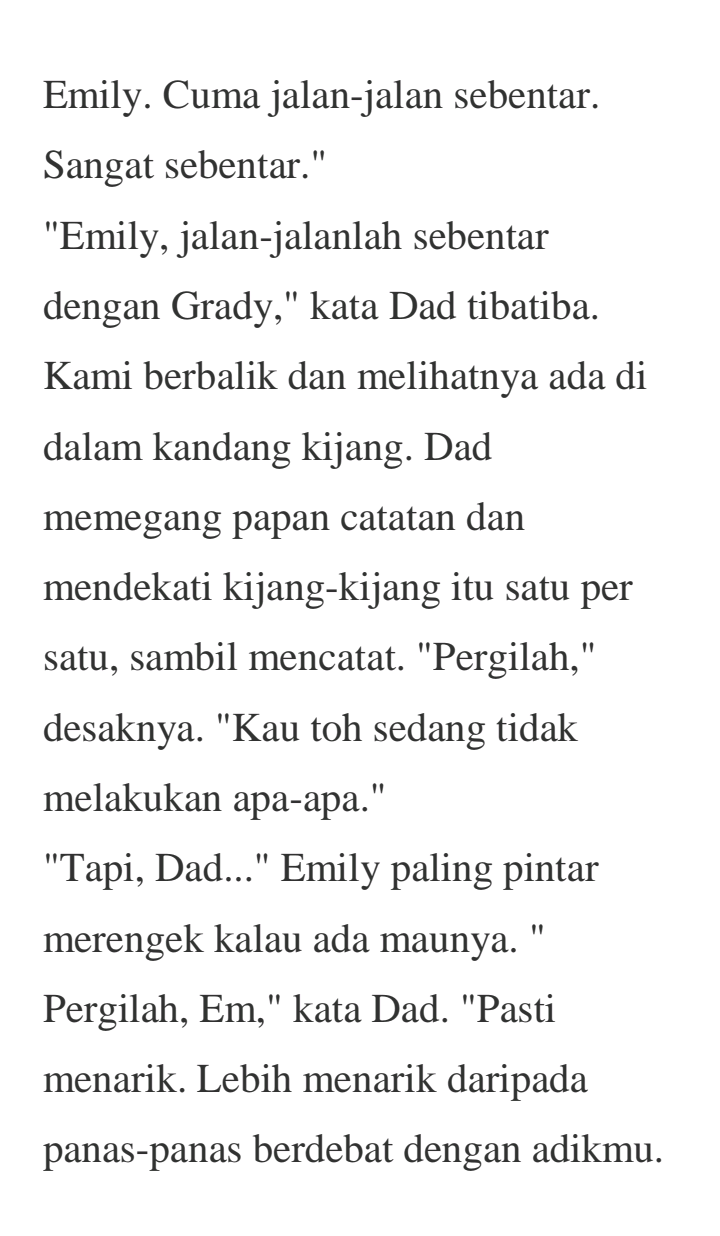 Emily. Cuma jalan-jalan sebentar.
Sangat sebentar."
"Emily, jalan-jalanlah sebentar
dengan Grady," kata Dad tibatiba.
Kami berbalik dan melihatnya ada di
dalam kandang kijang. Dad
memegang papan catatan dan
mendekati kijang-kijang itu satu per
satu, sambil mencatat. "Pergilah,"
desaknya. "Kau toh sedang tidak
melakukan apa-apa."
"Tapi, Dad..." Emily paling pintar
merengek kalau ada maunya. "
Pergilah, Em," kata Dad. "Pasti
menarik. Lebih menarik daripada
panas-panas berdebat dengan adikmu.